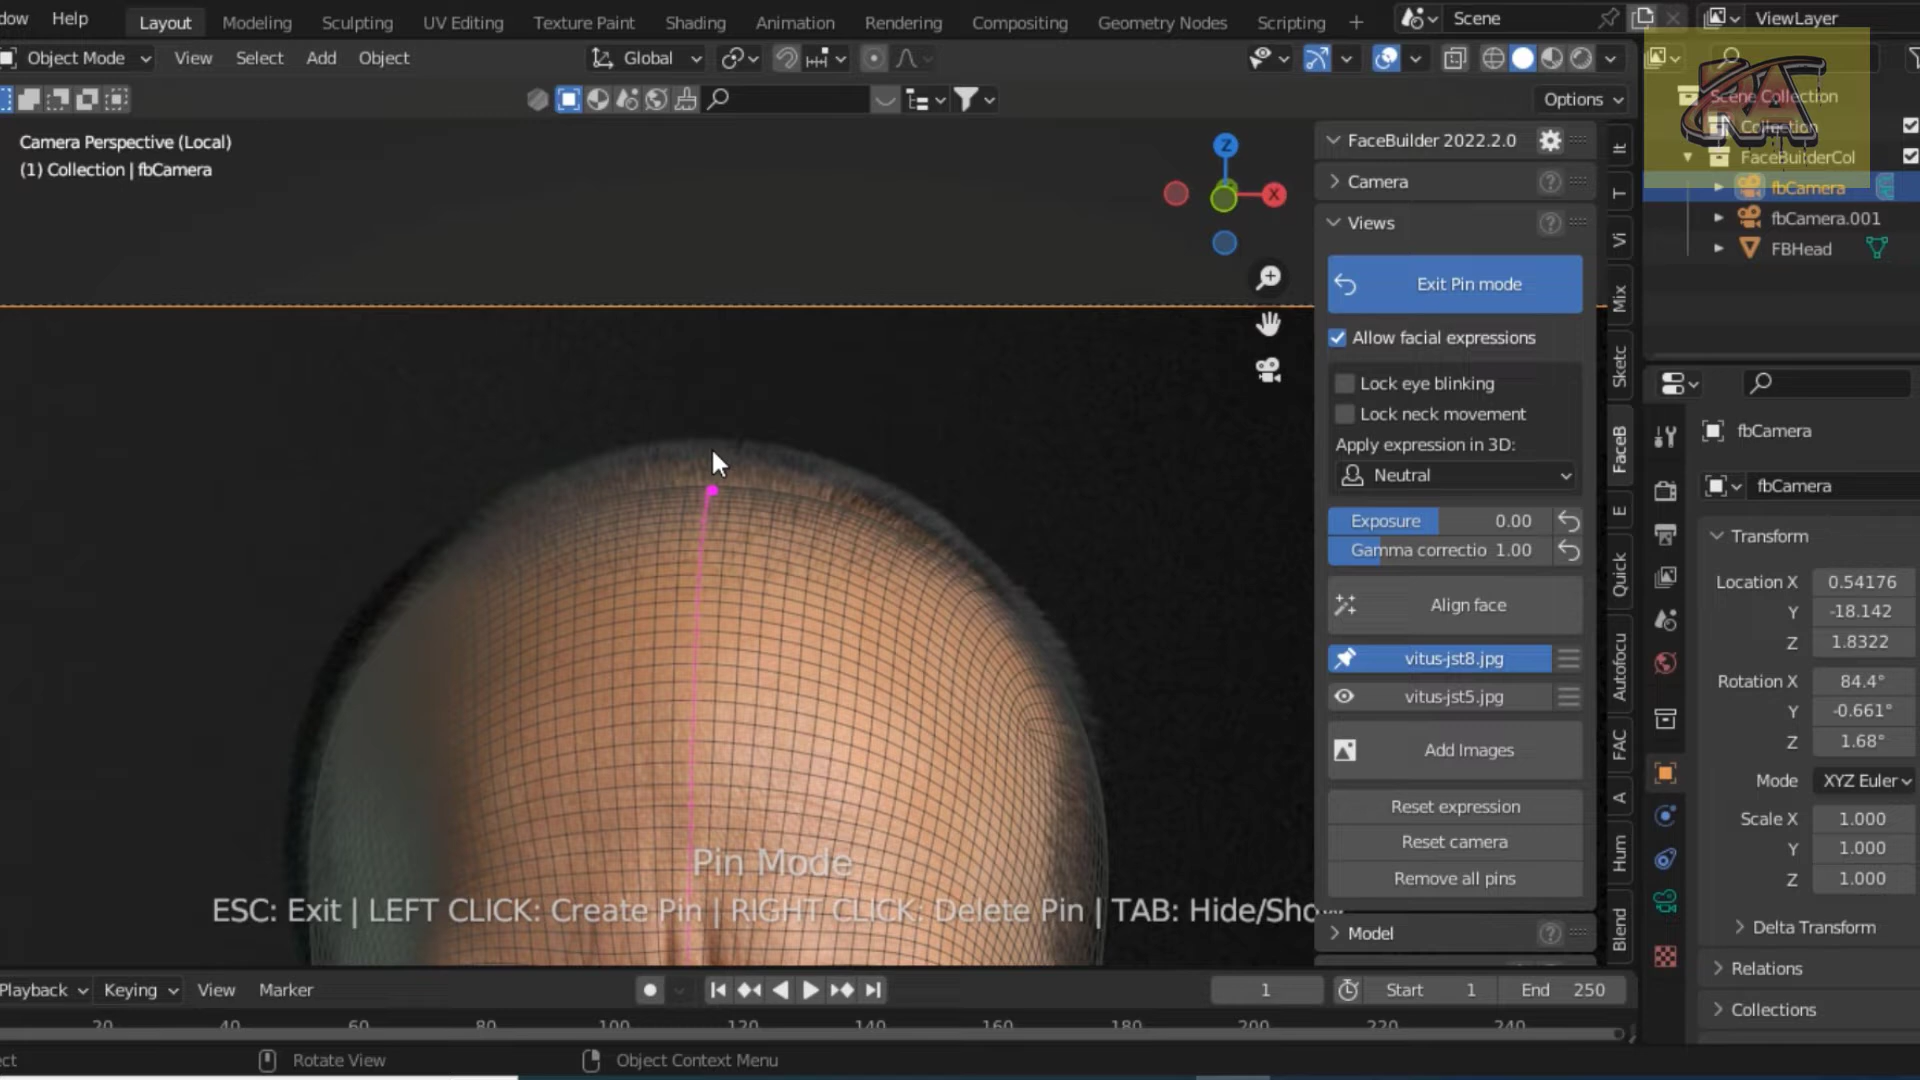 dow Help Layout Modeling Sculpting UV Editing Texture Paint Shading Animation Rendering Compositing Geometry Nodes Scripting + Scene ViewLayer
Object Mode View Select Add Object Global
Options
Camera Perspective (Local)
(1) Collection | fbCamera
Z
X
FaceBuilder 2022.2.0
Camera
Views
Exit Pin mode
Allow facial expressions
Lock eye blinking
Lock neck movement
Apply expression in 3D:
Neutral
Exposure 0.00
Gamma correctio 1.00
Align face
vitus-jst8.jpg
vitus-jst5.jpg
Add Images
Reset expression
Reset camera
Remove all pins
Model
It
T
Vi
Mix
Sketc
FaceB
E
Quick
Autofocu
FAC
A
Hum
Blend
RA
Scene Collection
Collection
FaceBuilderCol
fbCamera
fbCamera.001
FBHead
fbCamera
fbCamera
Transform
Location X 0.54176
Y -18.142
Z 1.8322
Rotation X 84.4°
Y -0.661°
Z 1.68°
Mode XYZ Euler
Scale X 1.000
Y 1.000
Z 1.000
Delta Transform
Relations
Collections
Pin Mode
ESC: Exit | LEFT CLICK: Create Pin | RIGHT CLICK: Delete Pin | TAB: Hide/Show
Playback Keying View Marker 1 Start 1 End 250
20 40 60 80 100 120 140 160 180 200 220 240
ect Rotate View Object Context Menu